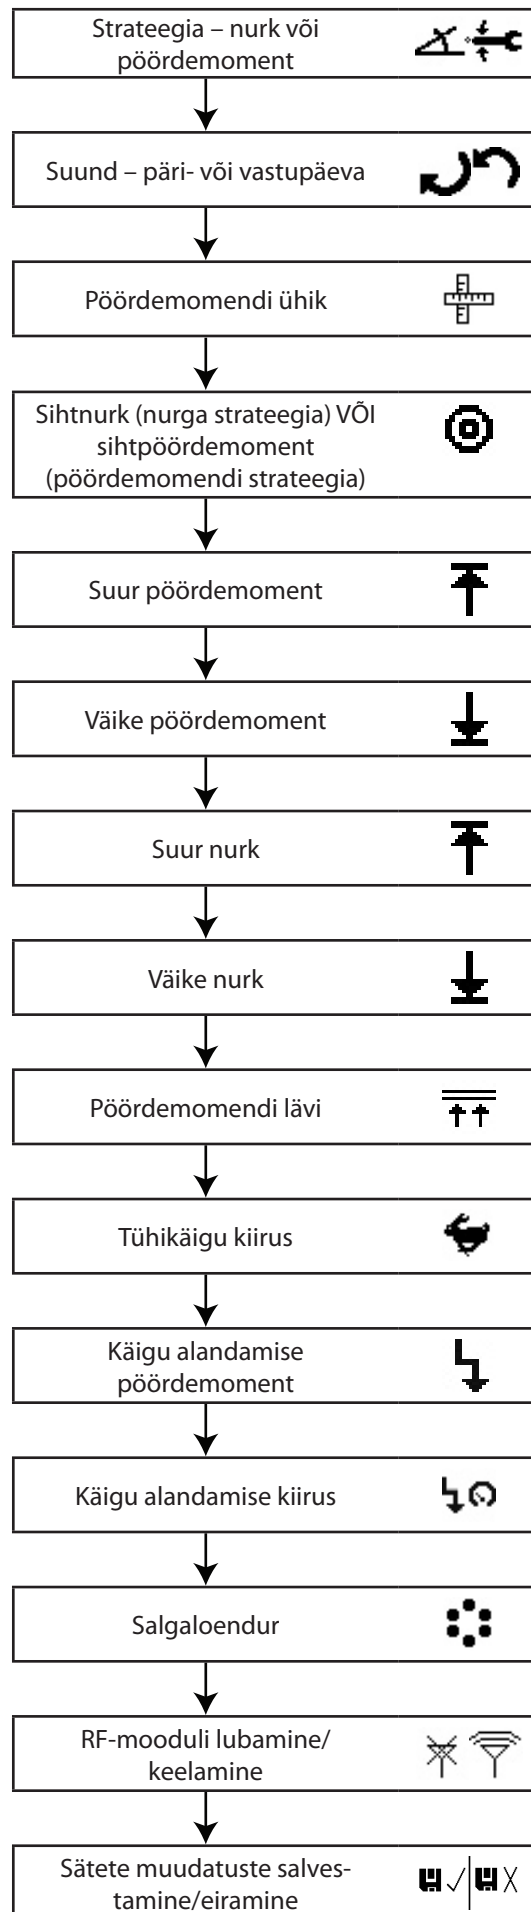 Strateegia – nurk või
pöördemoment
Suund – päri- või vastupäeva
Pöördemomendi ühik
Sihtnurk (nurga strateegia) VÕI
sihtpöördemoment
(pöördemomendi strateegia)
Suur pöördemoment
Väike pöördemoment
Suur nurk
Väike nurk
Pöördemomendi lävi
Tühikäigu kiirus
Käigu alandamise
pöördemoment
Käigu alandamise kiirus
Salgaloendur
RF-mooduli lubamine/
keelamine
Sätete muudatuste salves-
tamine/eiramine